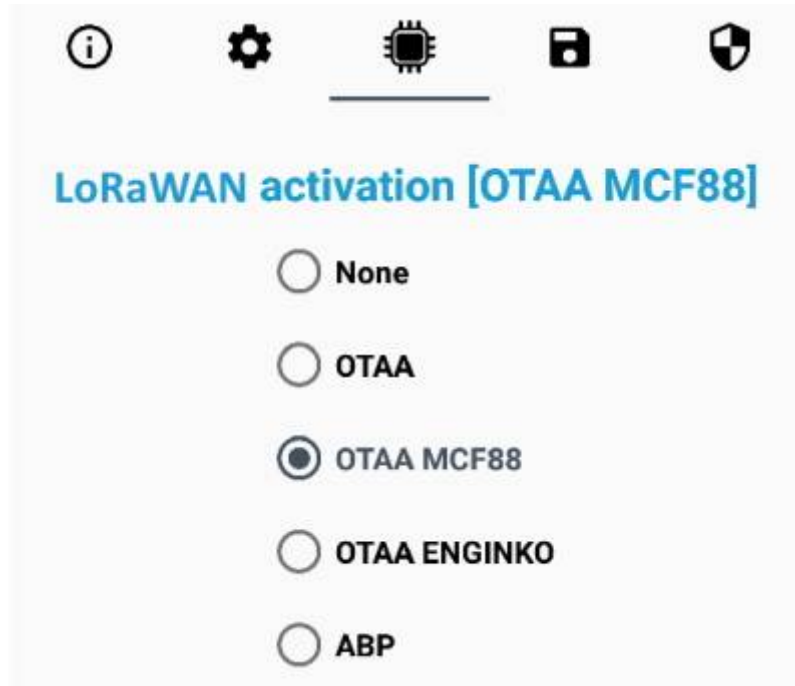 LoRaWAN activation [OTAA MCF88]
None
OTAA
OTAA MCF88
OTAA ENGINKO
ABP